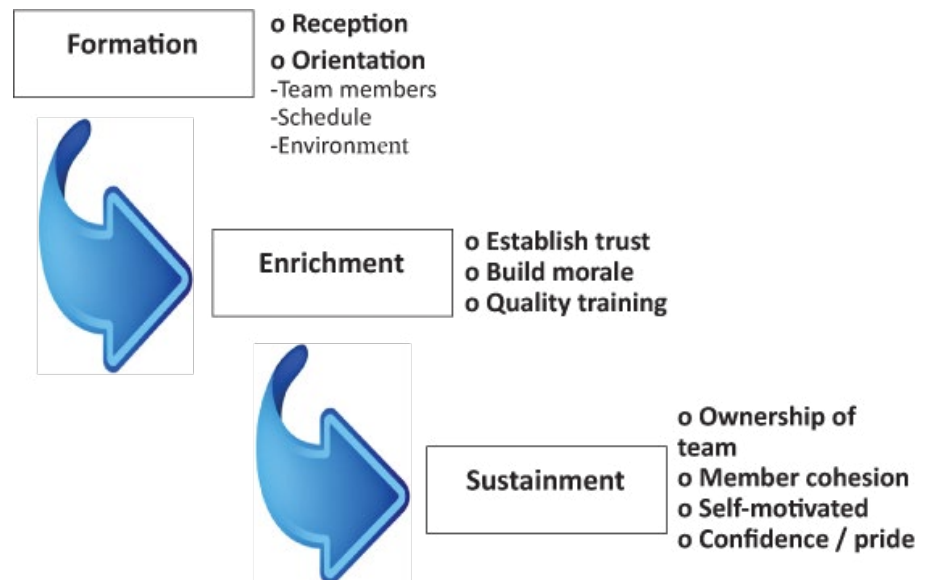 Formation
o Reception
o Orientation
-Team members
-Schedule
-Environment
Enrichment
o Establish trust
o Build morale
o Quality training
Sustainment
o Ownership of
team
o Member cohesion
o Self-motivated
o Confidence / pride